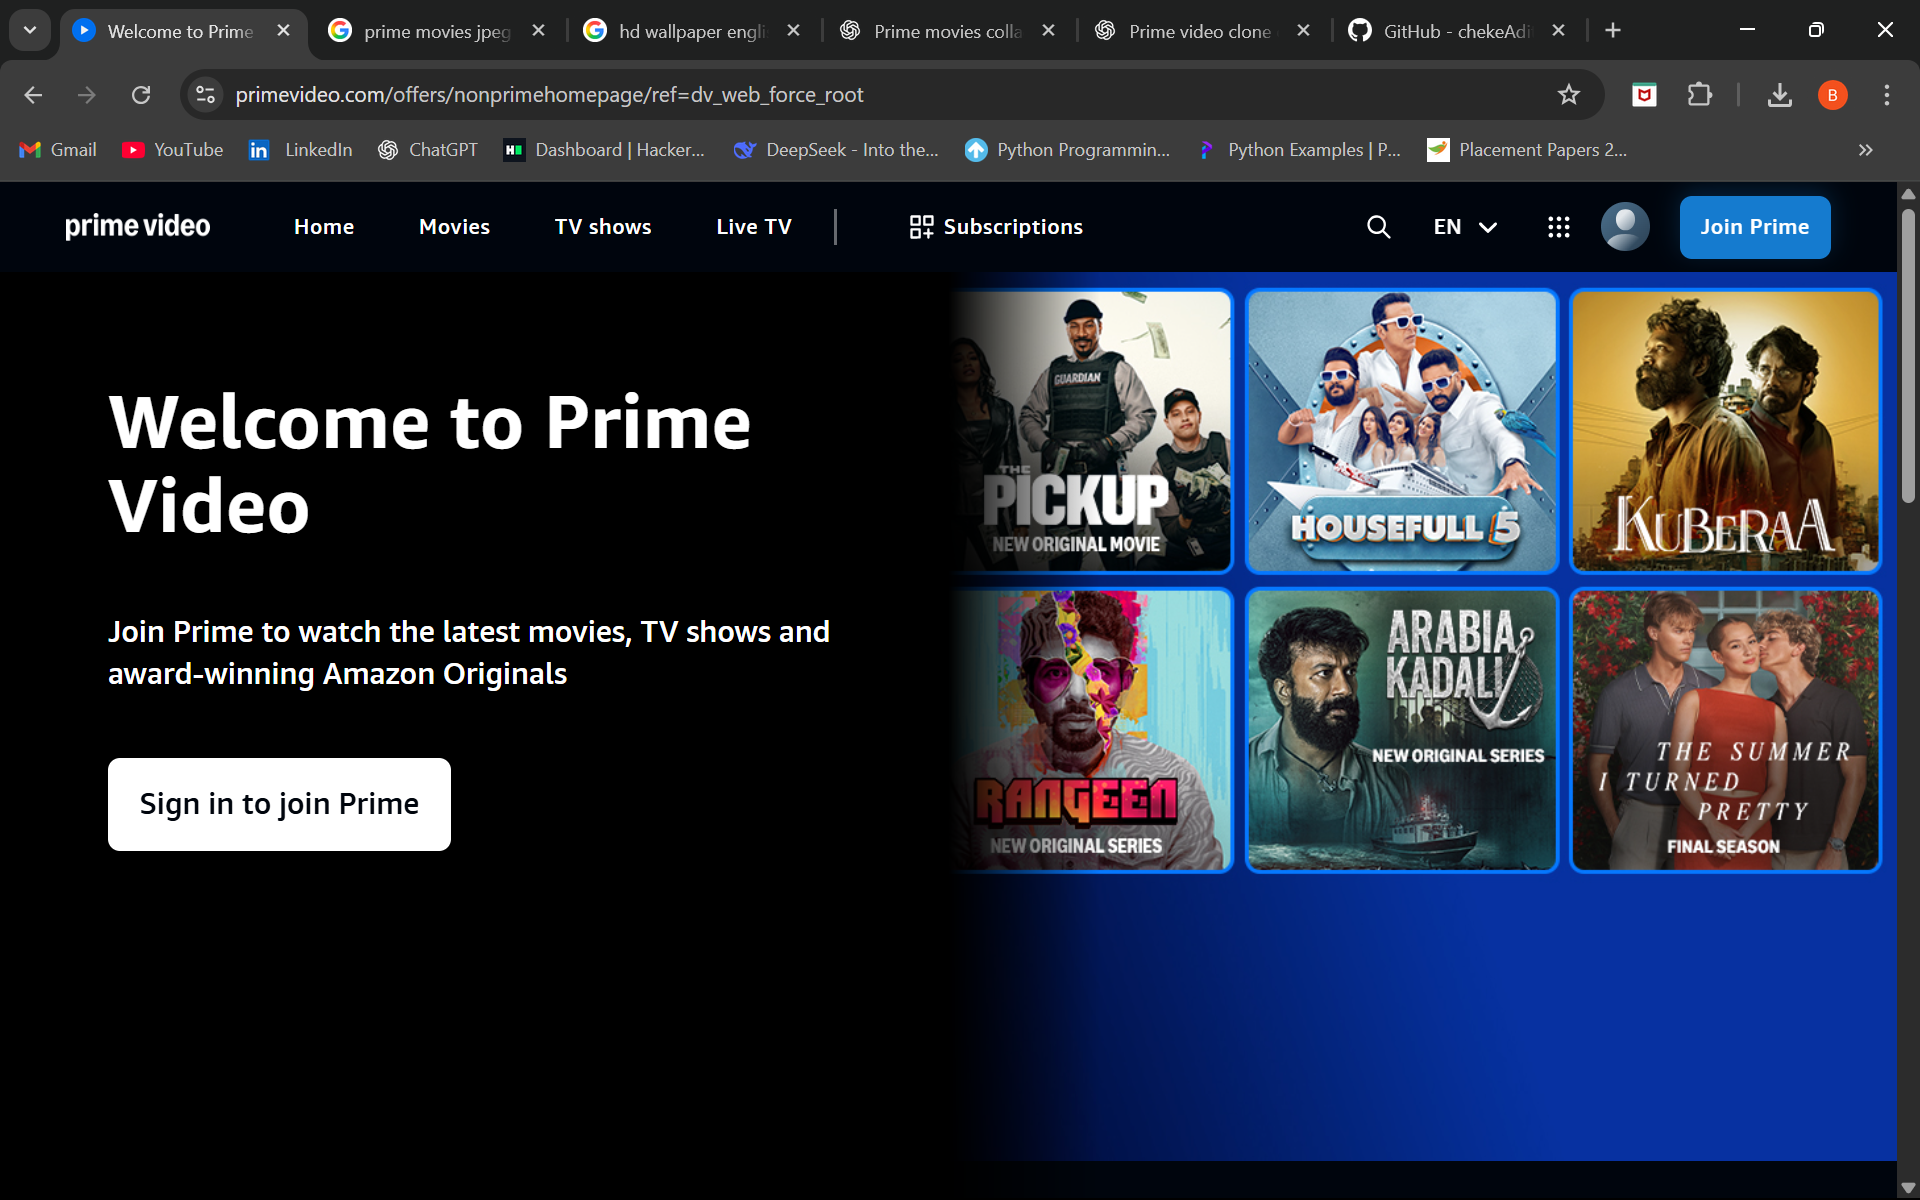 Welcome to Prime
prime movies jpeg
hd wallpaper engli
Prime movies colla
Prime video clone
GitHub - chekeAdi
primevideo.com/offers/nonprimehomepage/ref=dv_web_force_root
B
Gmail
YouTube
in LinkedIn
ChatGPT
H Dashboard | Hacker...
DeepSeek - Into the...
Python Programmin...
Python Examples | P...
Placement Papers 2...
prime video
Home
Movies
TV shows
Live TV
Subscriptions
EN
Join Prime
Welcome to Prime
Video
Join Prime to watch the latest movies, TV shows and
award-winning Amazon Originals
Sign in to join Prime
GUARDIAN
THE
PICKUP
NEW ORIGINAL MOVIE
HOUSEFULL 5
KUBERAA
RANGEEN
NEW ORIGINAL SERIES
ARABIA
KADALI
NEW ORIGINAL SERIES
THE SUMMER
I TURNED
PRETTY
FINAL SEASON